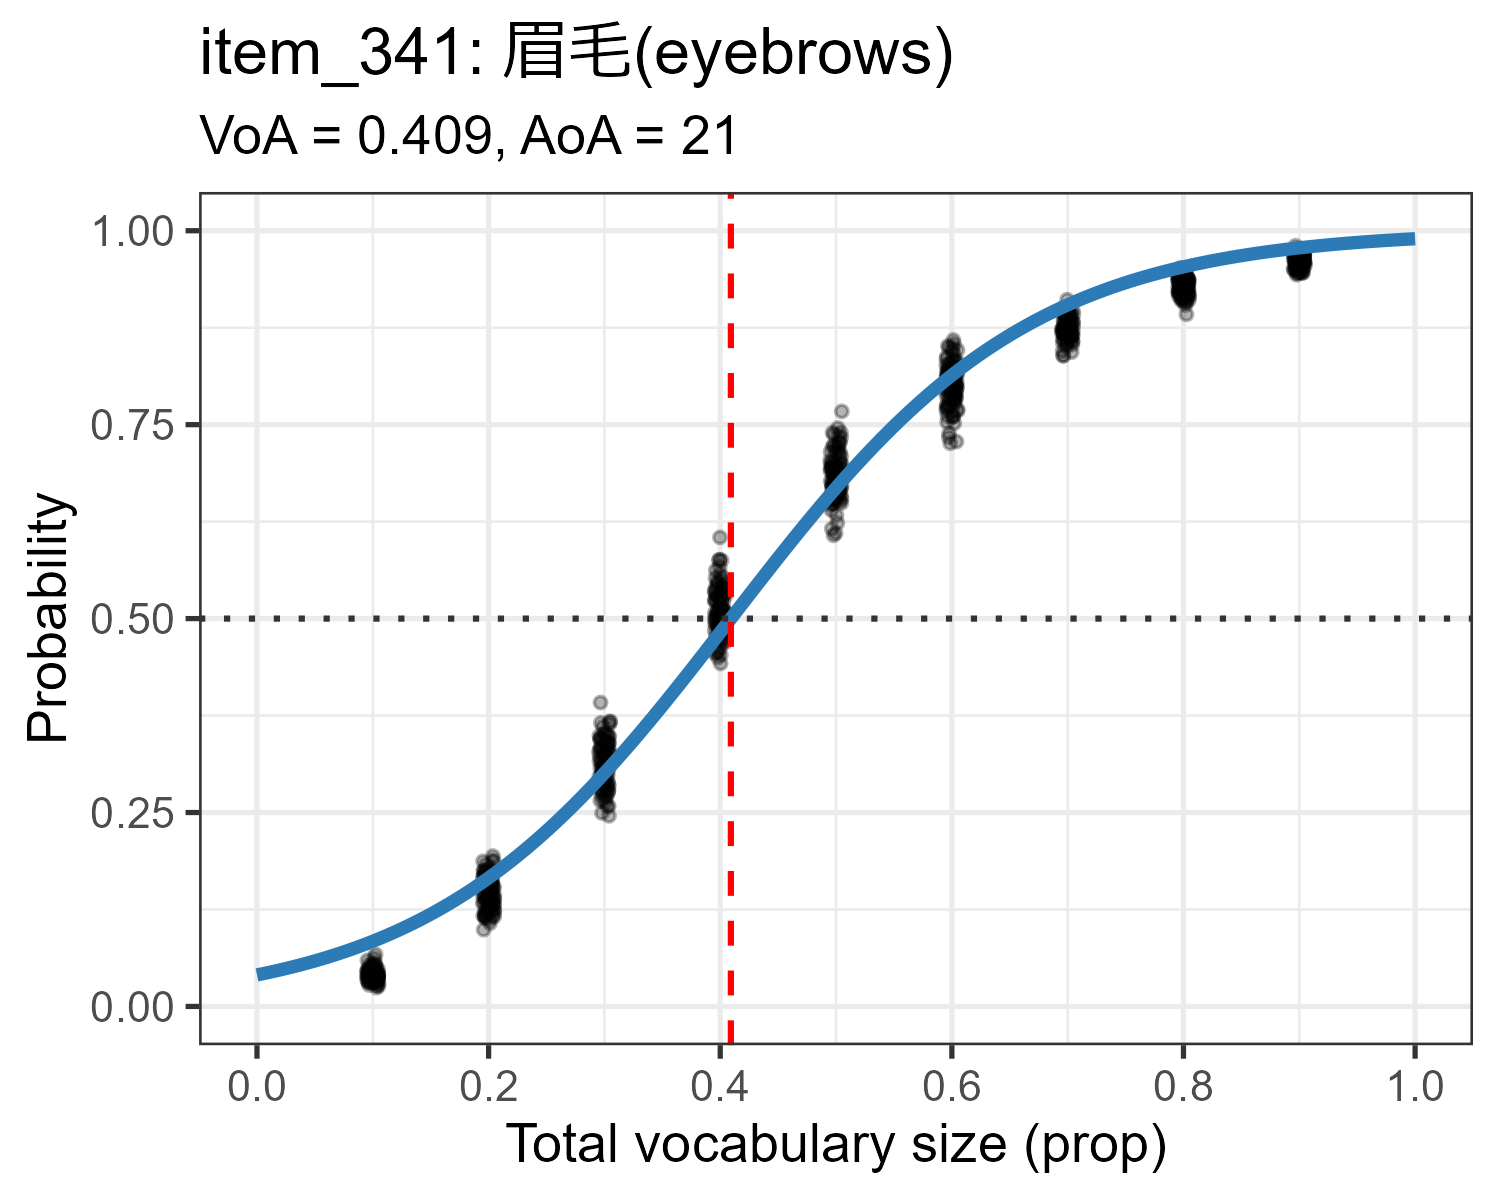 item_341: 眉毛(eyebrows)
VoA = 0.409, AoA = 21
1.00
0.75
0.50
0.25
0.00
Probability
0.0 0.2 0.4 0.6 0.8 1.0
Total vocabulary size (prop)